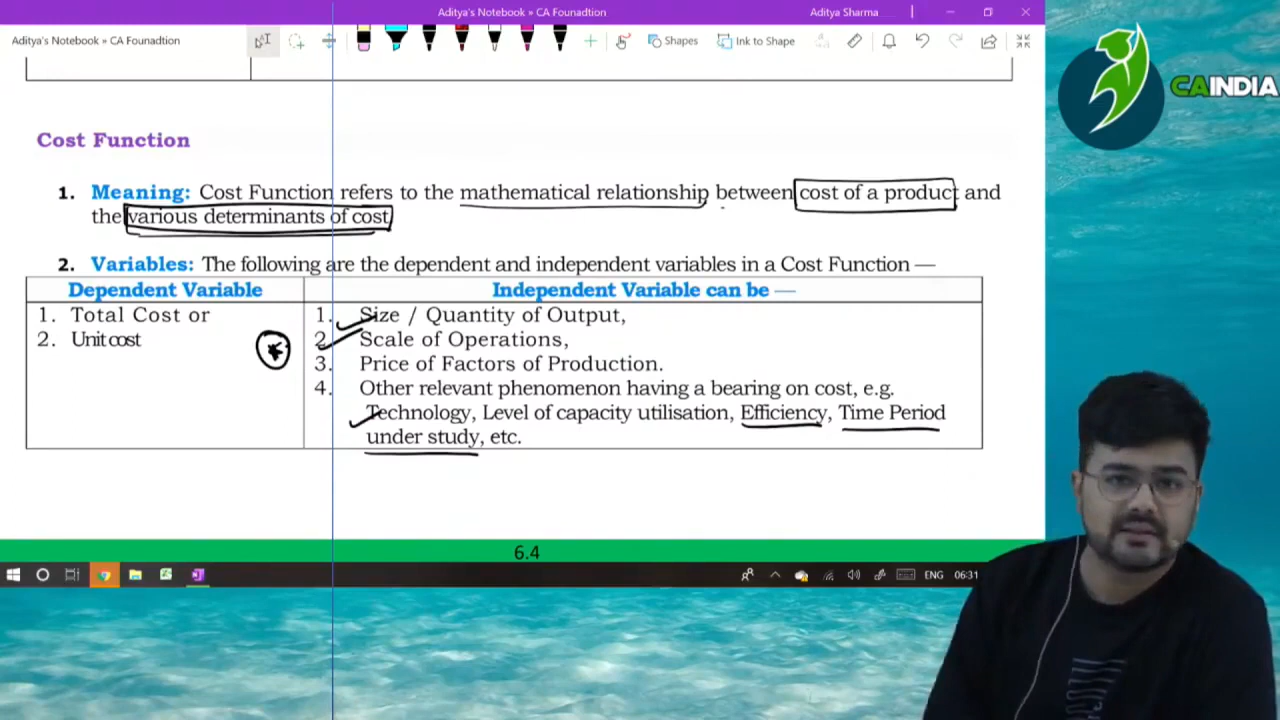 Aditya's Notebook » CA Founadtion
Aditya Sharma
Aditya's Notebook » CA Founadtion
Shapes
Ink to Shape
CAINDIA
Cost Function
1. Meaning: Cost Function refers to the mathematical relationship between cost of a product and
the various determinants of cost
2. Variables: The following are the dependent and independent variables in a Cost Function —
Dependent Variable
Independent Variable can be —
1. Total Cost or
2. Unit cost
1. Size / Quantity of Output,
2. Scale of Operations,
3. Price of Factors of Production.
4. Other relevant phenomenon having a bearing on cost, e.g.
Technology, Level of capacity utilisation, Efficiency, Time Period
under study, etc.
6.4
ENG
06:31